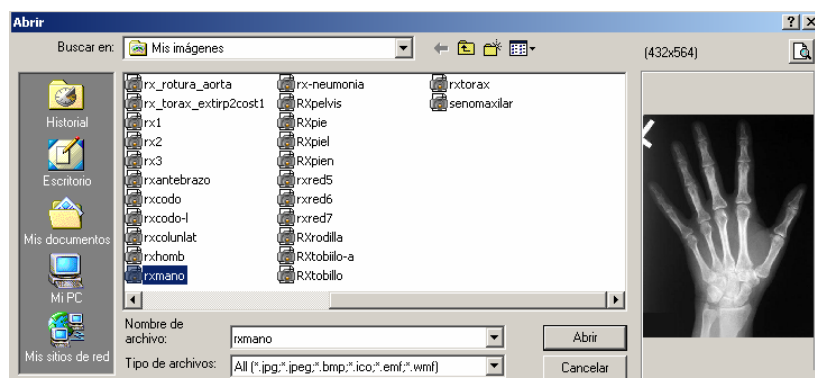 Abrir
Buscar en: Mis imágenes
(432x564)
Historial
Escritorio
Mis documentos
Mi PC
Mis sitios de red
rx_rotura_aorta
rx_torax_extirp2cost1
rx1
rx2
rx3
rxantebrazo
rxcodo
rxcodo-l
rxcolunlat
rxhomb
rxmano
rx-neumonia
RXpelvis
RXpie
RXpiel
RXpien
rxred5
rxred6
rxred7
RXrodilla
RXtobiilo-a
RXtobillo
rxtorax
senomaxilar
Nombre de
archivo: rxmano
Abrir
Tipo de archivos: All (*.jpg;*.jpeg;*.bmp;*.ico;*.emf;*.wmf)
Cancelar